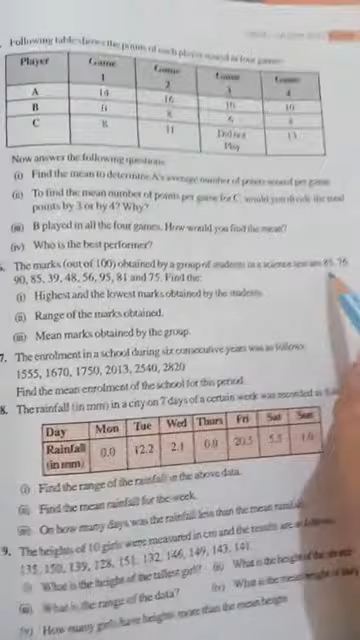 Following table shows the points of each player scored in four games:
Player Game 1 Game 2 Game 3 Game 4
A 14 16 10 10
B 0 8 6 4
C 8 11 Did not Play 13
Now answer the following questions:
(i) Find the mean to determine A's average number of points scored per game.
(ii) To find the mean number of points per game for C, would you divide the total
points by 3 or by 4? Why?
(iii) B played in all the four games. How would you find the mean?
(iv) Who is the best performer?
The marks (out of 100) obtained by a group of students in a science test are 85, 76,
90, 85, 39, 48, 56, 95, 81 and 75. Find the:
(i) Highest and the lowest marks obtained by the students.
(ii) Range of the marks obtained.
(iii) Mean marks obtained by the group.
7. The enrolment in a school during six consecutive years was as follows:
1555, 1670, 1750, 2013, 2540, 2820
Find the mean enrolment of the school for this period.
8. The rainfall (in mm) in a city on 7 days of a certain week was recorded as
Day Mon Tue Wed Thurs Fri Sat Sun
Rainfall (in mm) 0.0 12.2 2.1 0.0 20.5 5.5 1.0
(i) Find the range of the rainfall in the above data.
(ii) Find the mean rainfall for the week.
(iii) On how many days was the rainfall less than the mean rainfall
9. The heights of 10 girls were measured in cm and the results are as follows:
135, 150, 139, 128, 151, 132, 146, 149, 143, 141.
(i) What is the height of the tallest girl? (ii) What is the height of the
(iii) What is the range of the data? (iv) What is the mean height of
(v) How many girls have heights more than the mean height